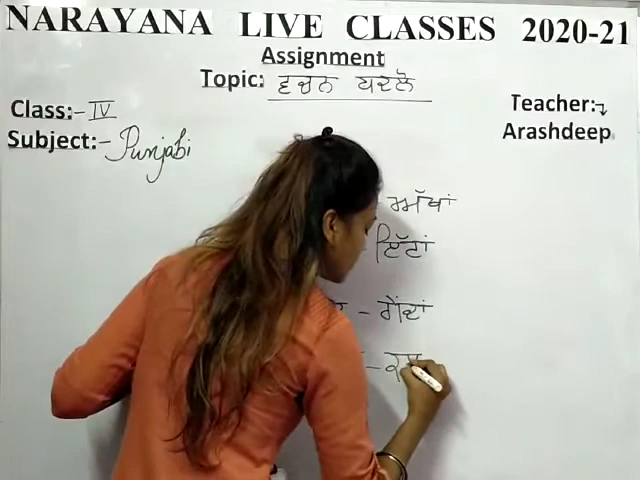 NARAYANA LIVE CLASSES 2020-21
Assignment
Topic: ਵਚਨ ਬਦਲੋ
Class:- IV
Teacher:
Subject:- Punjabi
Arashdeep
ਇੱਟਾਂ
- ਗੇਂਦਾਂ
-